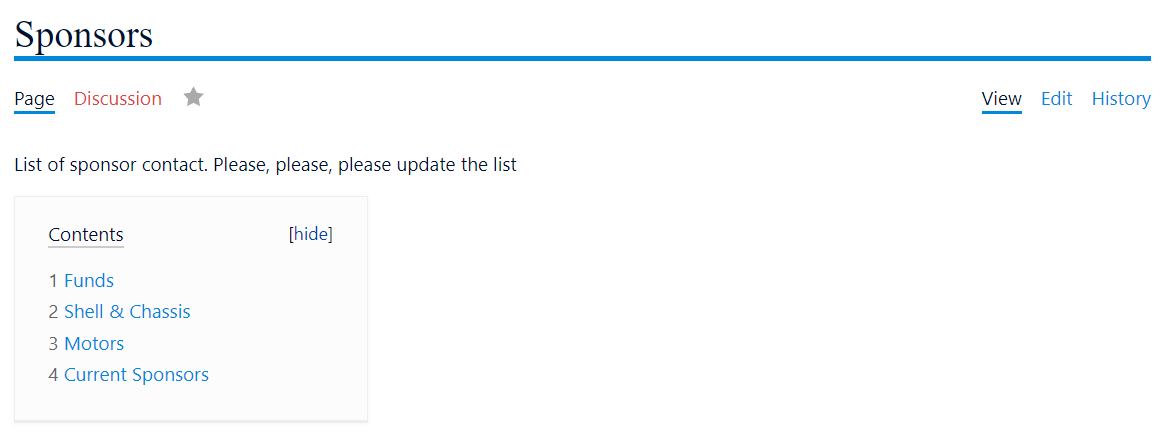 Sponsors
Page Discussion View Edit History
List of sponsor contact. Please, please, please update the list
Contents [hide]
1 Funds
2 Shell & Chassis
3 Motors
4 Current Sponsors